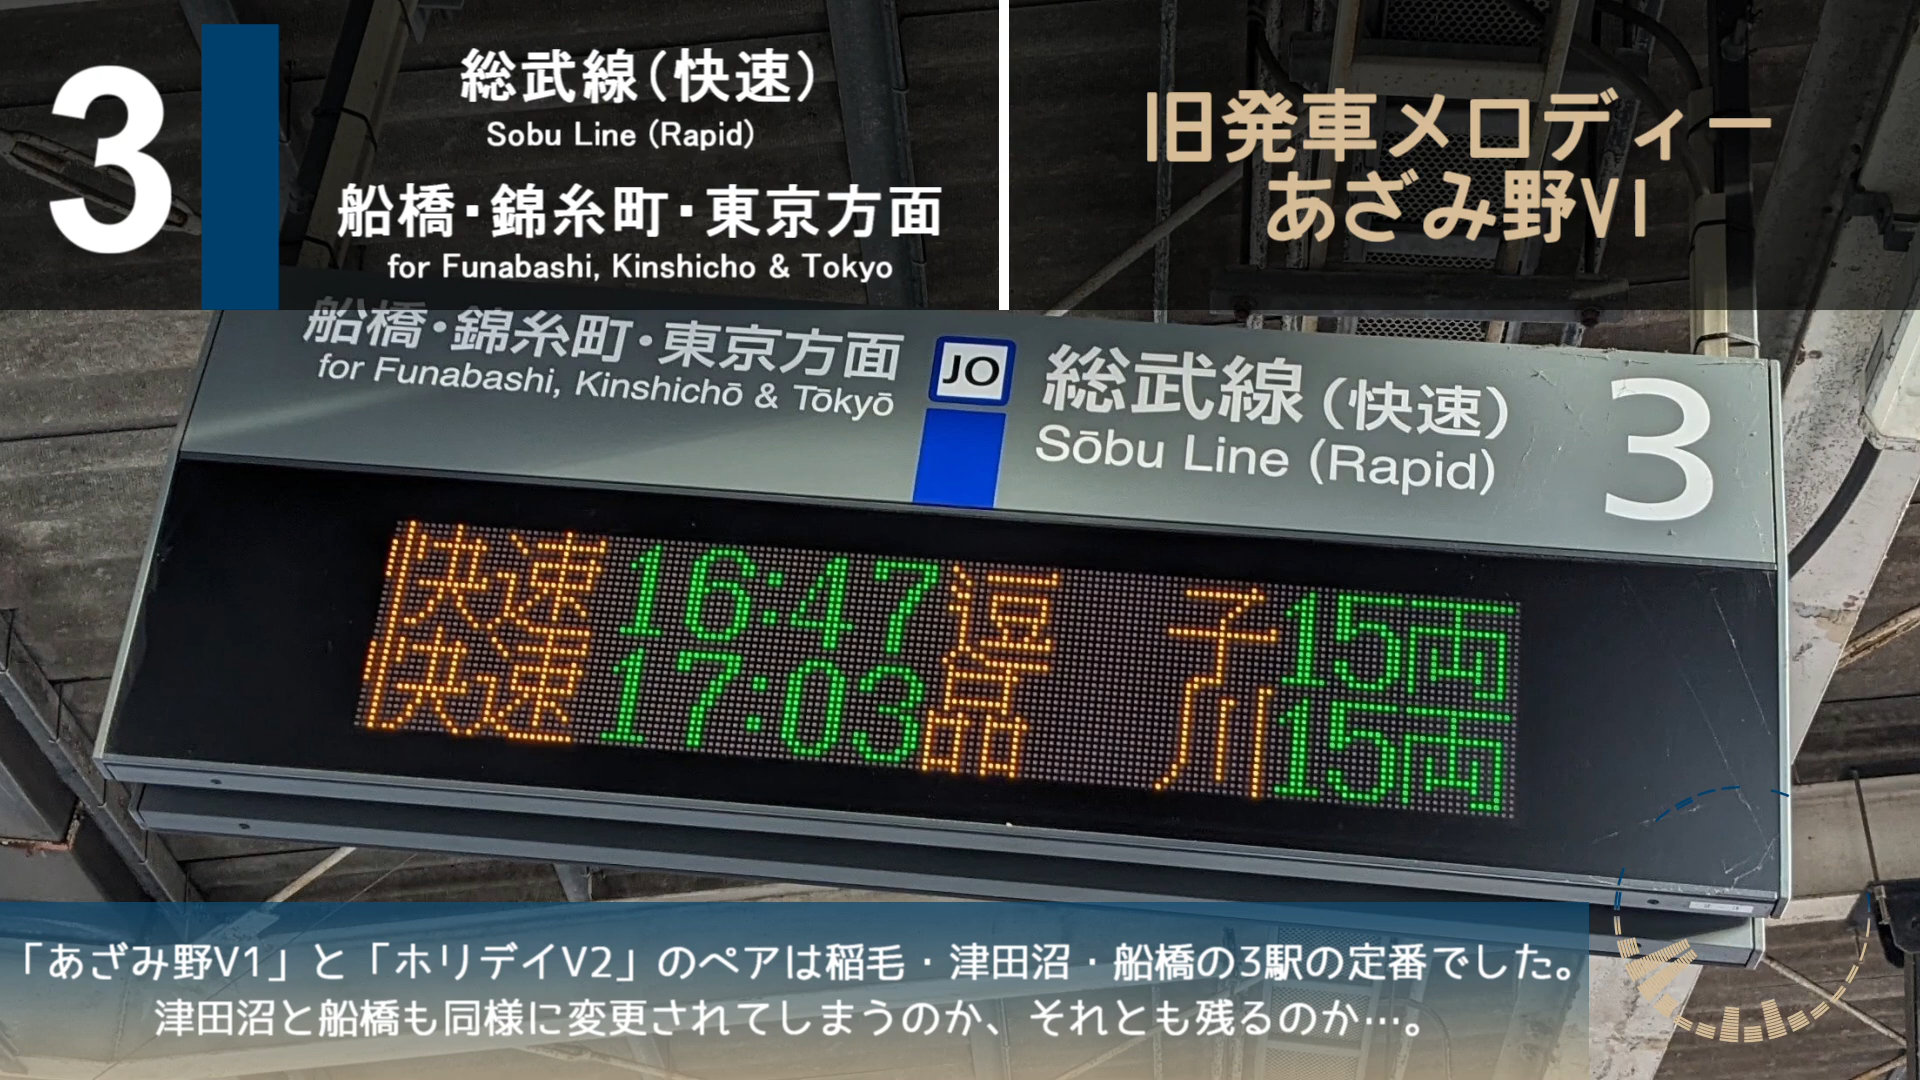 3
総武線(快速)
Sobu Line (Rapid)
船橋・錦糸町・東京方面
for Funabashi, Kinshicho & Tokyo
旧発車メロディー
あざみ野V1
船橋・錦糸町・東京方面
for Funabashi, Kinshichō & Tōkyō
JO
総武線(快速)
Sōbu Line (Rapid)
3
快速 16:47 逗子 15両
快速 17:03 品川 15両
「あざみ野V1」と「ホリデイV2」のペアは稲毛・津田沼・船橋の3駅の定番でした。
津田沼と船橋も同様に変更されてしまうのか、それとも残るのか…。